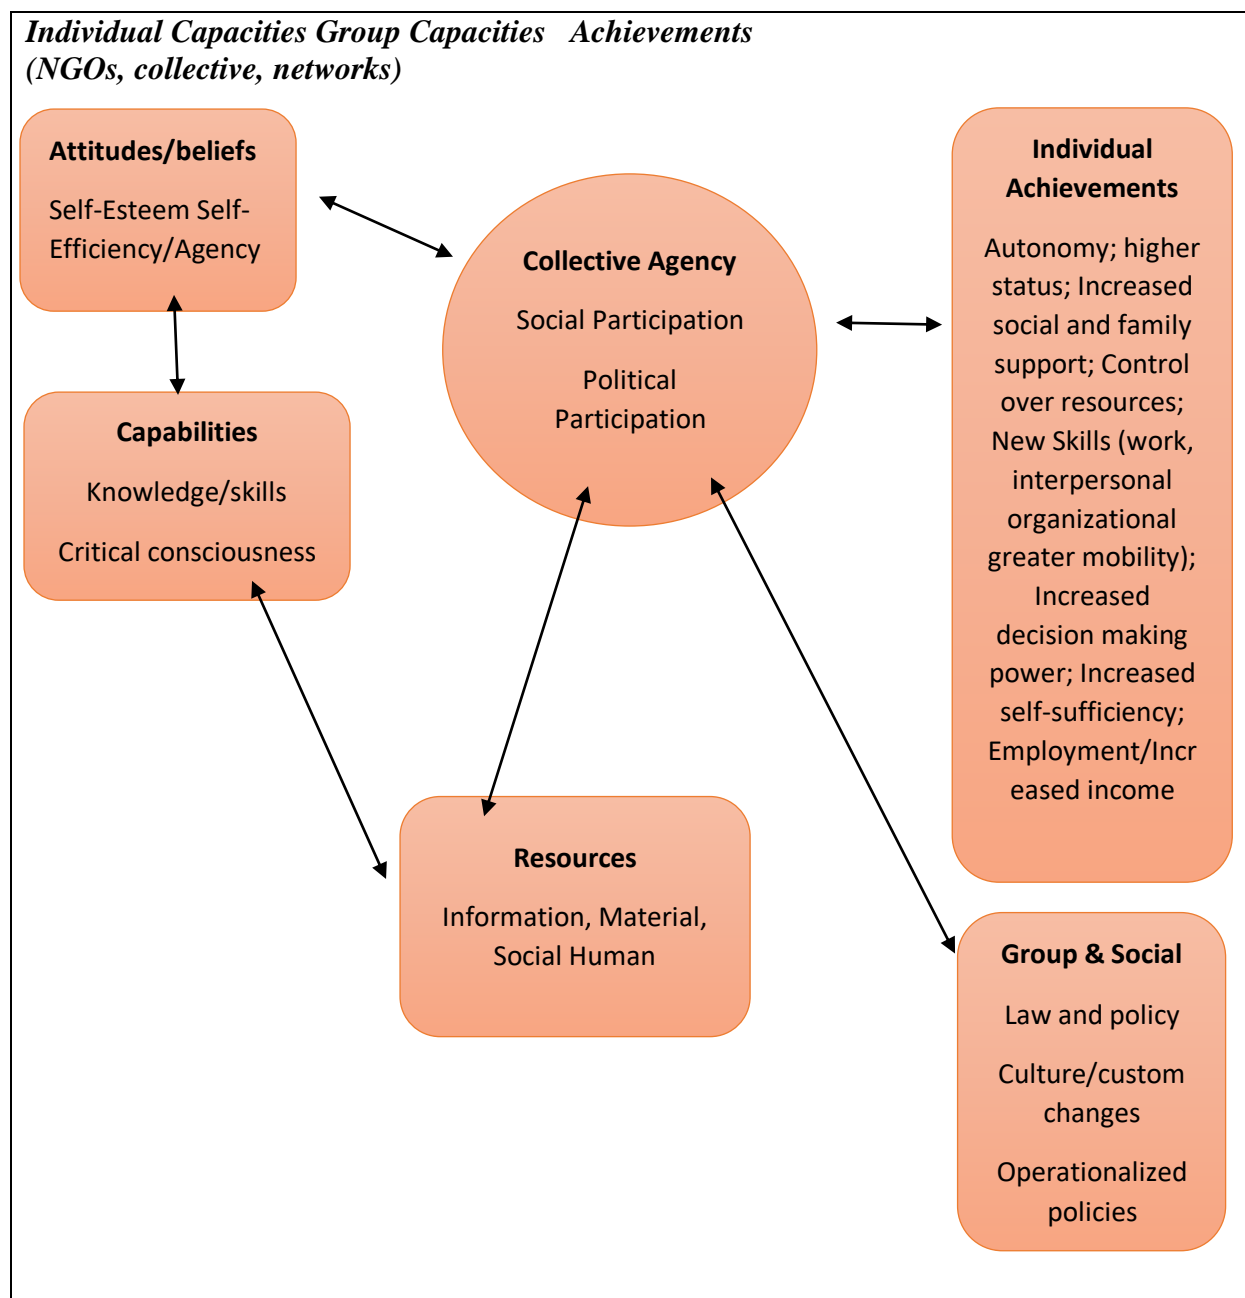 Individual Capacities Group Capacities   Achievements
(NGOs, collective, networks)
Attitudes/beliefs
Self-Esteem Self-
Efficiency/Agency
Capabilities
Knowledge/skills
Critical consciousness
Collective Agency
Social Participation
Political
Participation
Resources
Information, Material,
Social Human
Individual
Achievements
Autonomy; higher
status; Increased
social and family
support; Control
over resources;
New Skills (work,
interpersonal
organizational
greater mobility);
Increased
decision making
power; Increased
self-sufficiency;
Employment/Incr
eased income
Group & Social
Law and policy
Culture/custom
changes
Operationalized
policies